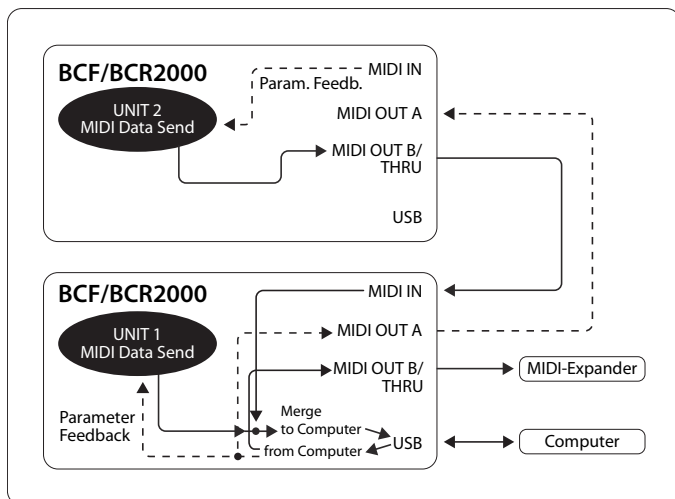 BCF/BCR2000
MIDI IN
Param. Feedb.
UNIT 2
MIDI Data Send
MIDI OUT A
MIDI OUT B/
THRU
USB
BCF/BCR2000
MIDI IN
UNIT 1
MIDI Data Send
MIDI OUT A
MIDI OUT B/
THRU
MIDI-Expander
Parameter
Feedback
Merge
to Computer
from Computer
USB
Computer